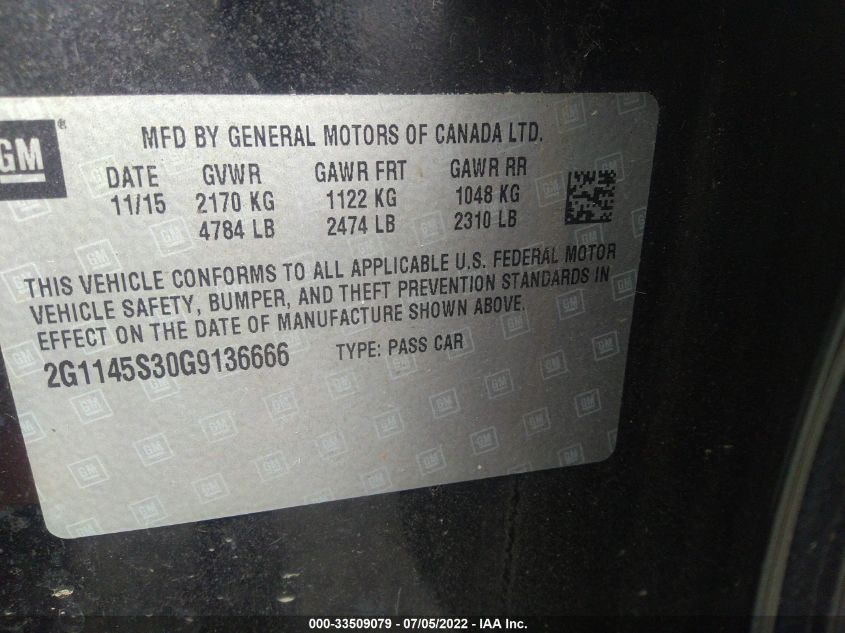 GM
MFD BY GENERAL MOTORS OF CANADA LTD.
DATE GVWR GAWR FRT GAWR RR
11/15 2170 KG 1122 KG 1048 KG
4784 LB 2474 LB 2310 LB
THIS VEHICLE CONFORMS TO ALL APPLICABLE U.S. FEDERAL MOTOR
VEHICLE SAFETY, BUMPER, AND THEFT PREVENTION STANDARDS IN
EFFECT ON THE DATE OF MANUFACTURE SHOWN ABOVE.
2G1145S30G9136666 TYPE: PASS CAR
000-33509079 - 07/05/2022 - IAA Inc.